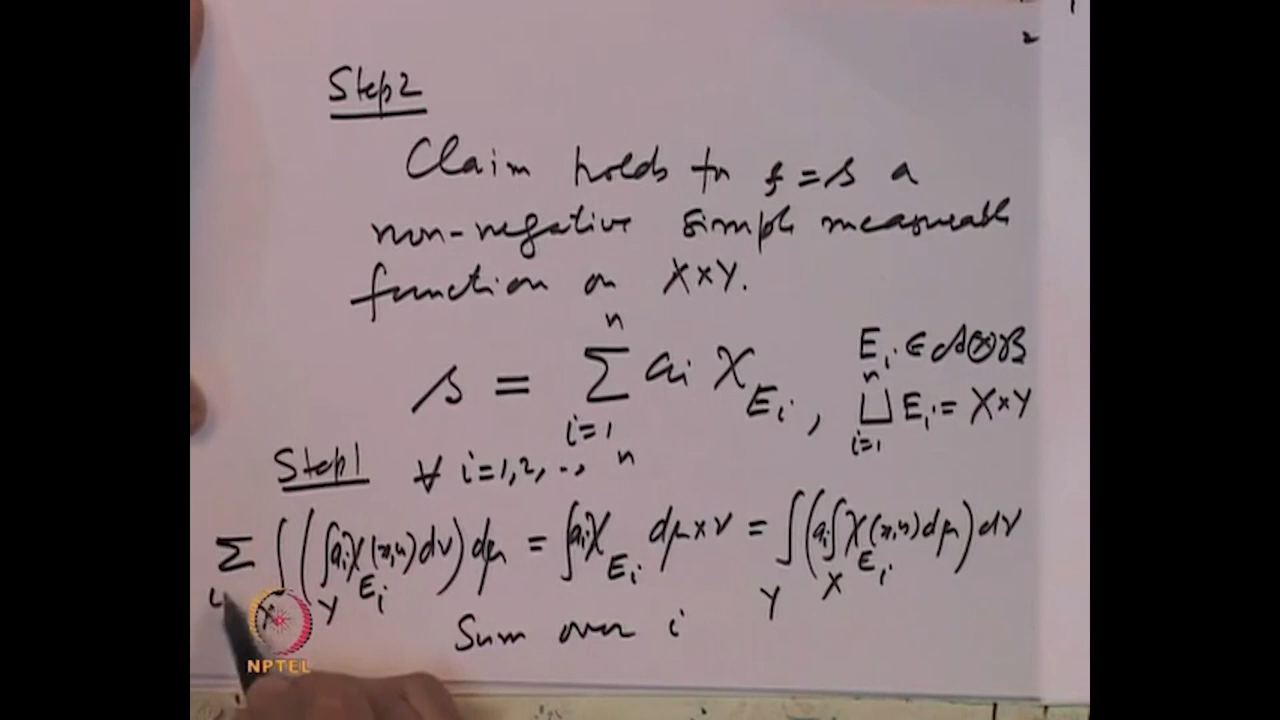 Step 2
Claim holds for f = s a
non-negative simple measurable
function on X×Y.
s = ∑_{i=1}^{n} a_i χ_{E_i}, E_i ∈ A⊗B
⨆_{i=1}^{n} E_i = X×Y
Step 1 ∀ i=1,2,.., n
∑_i ∫_X (∫_Y a_i χ_{E_i}(x,y) dν) dμ = ∫ a_i χ_{E_i} dμ×ν = ∫_Y (a_i ∫_X χ_{E_i}(x,y) dμ) dν
Sum over i
NPTEL